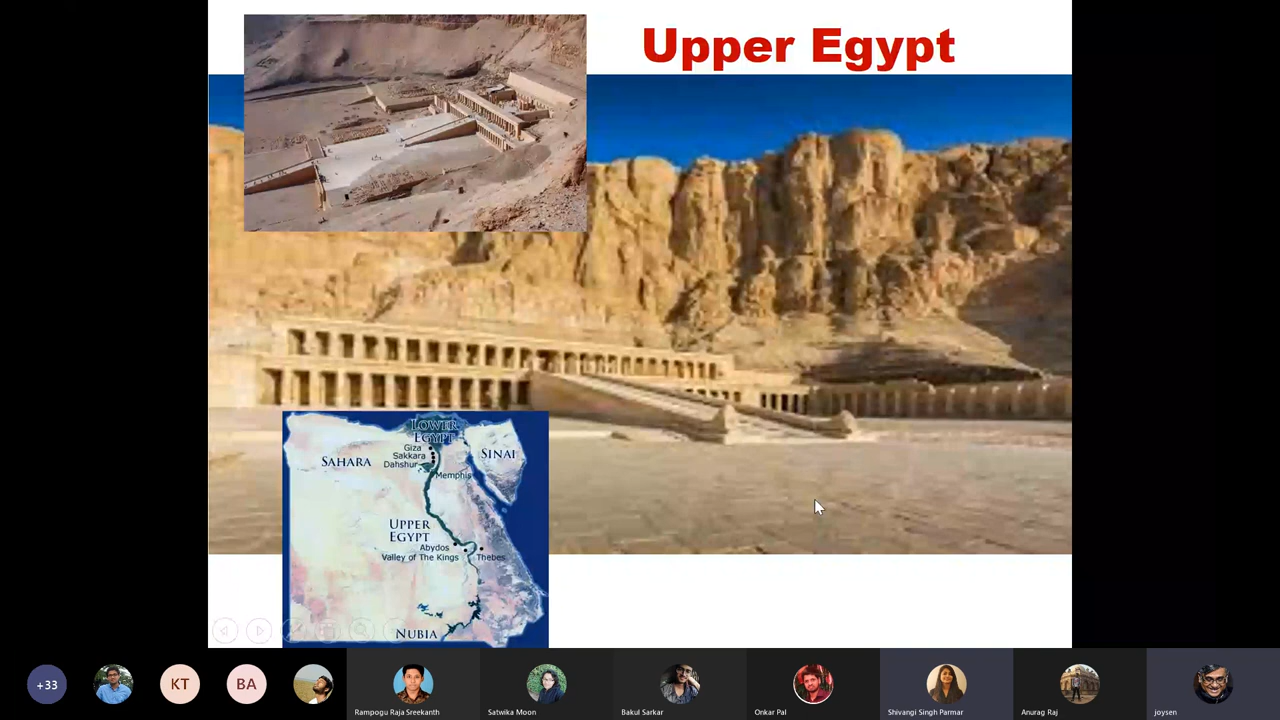 Upper Egypt
LOWER
EGYPT
Giza
Sakkara
Dahshur
SAHARA
SINAI
Memphis
UPPER
EGYPT
Abydos
Valley of The Kings
Thebes
NUBIA
+33
KT
BA
Rampogu Raja Sreekanth
Satwika Moon
Bakul Sarkar
Onkar Pal
Shivangi Singh Parmar
Anurag Raj
joysen